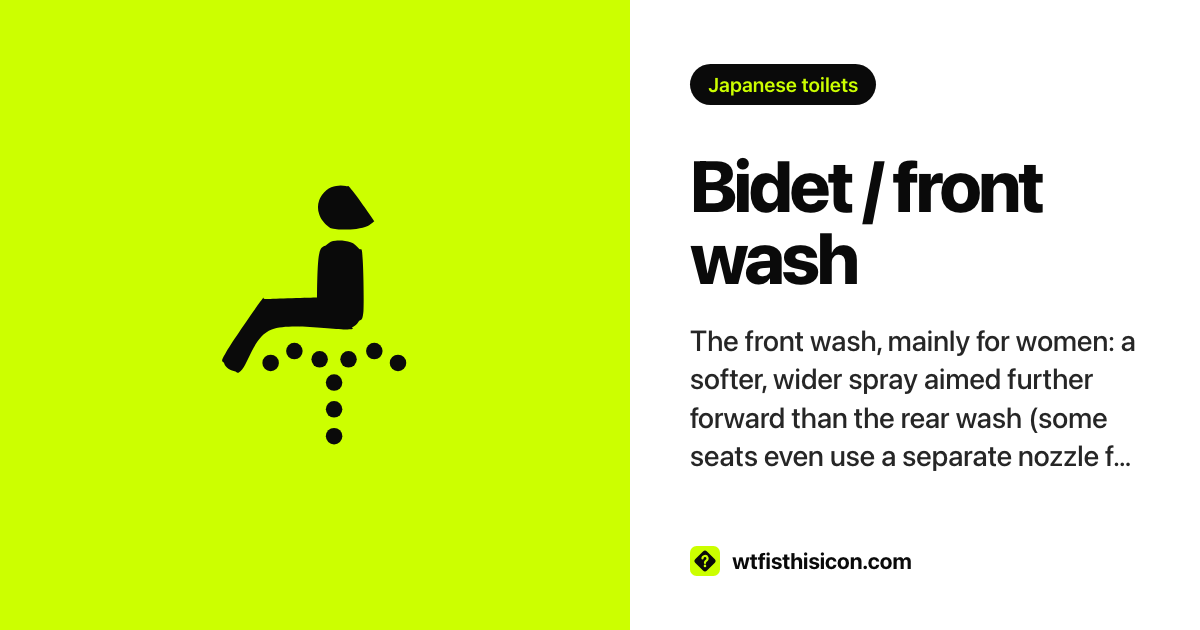 Japanese toilets
Bidet / front
wash
The front wash, mainly for women: a
softer, wider spray aimed further
forward than the rear wash (some
seats even use a separate nozzle f...
?
wtfisthisicon.com